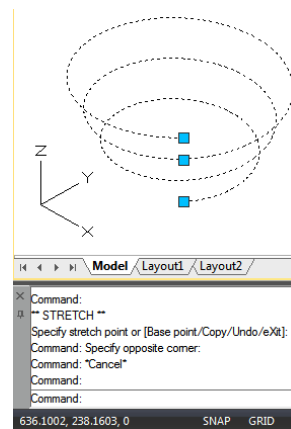 Z
Y
X
Model Layout1 Layout2
Command:
** STRETCH **
Specify stretch point or [Base point/Copy/Undo/eXit]:
Command: Specify opposite corner:
Command: *Cancel*
Command:
Command:
636.1002, 238.1603, 0 SNAP GRID